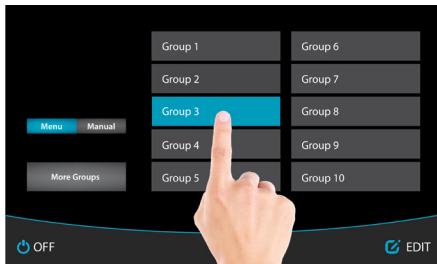 Group 1
Group 6
Group 2
Group 7
Group 3
Group 8
Menu
Manual
Group 4
Group 9
More Groups
Group 5
Group 10
OFF
EDIT